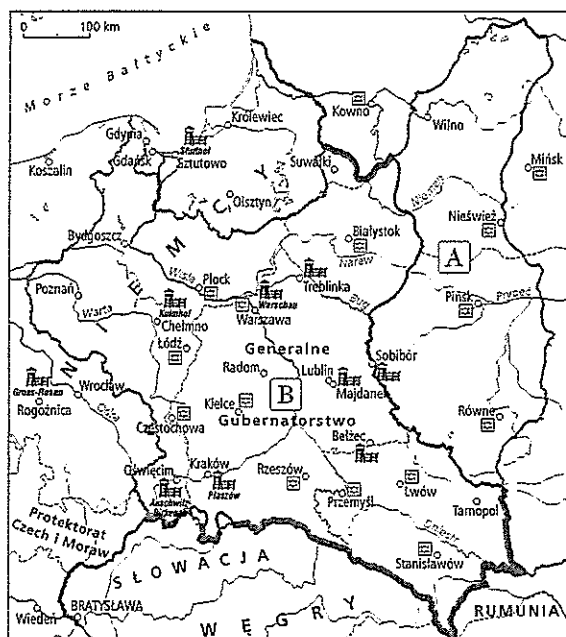 0 100 km
Morze Bałtyckie
Kowno
Wilno
Królewiec
Gdynia
Stutthof
Gdańsk
Sztutowo
Koszalin
Suwałki
Mińsk
Olsztyn
Niemen
Nieśwież
NIEMCY
Bydgoszcz
Białystok
A
Narew
Wisła
Płock
Treblinka
Bug
Poznań
Warschau
Warta
Kulmhof
Warszawa
Pińsk
Prypeć
Chełmno
Łódź
Generalne
Sobibór
Radom
Lublin
Majdanek
Gross-Rosen
Wrocław
Rogoźnica
Odra
B
Kielce
Równe
Częstochowa
Gubernatorstwo
Bełżec
Oświęcim
Kraków
Rzeszów
Lwów
Auschwitz-
Birkenau
Płaszów
Przemyśl
Tarnopol
Protektorat
Czech i Moraw
Dniestr
SŁOWACJA
Stanisławów
Wiedeń
BRATYSŁAWA
WĘGRY
RUMUNIA